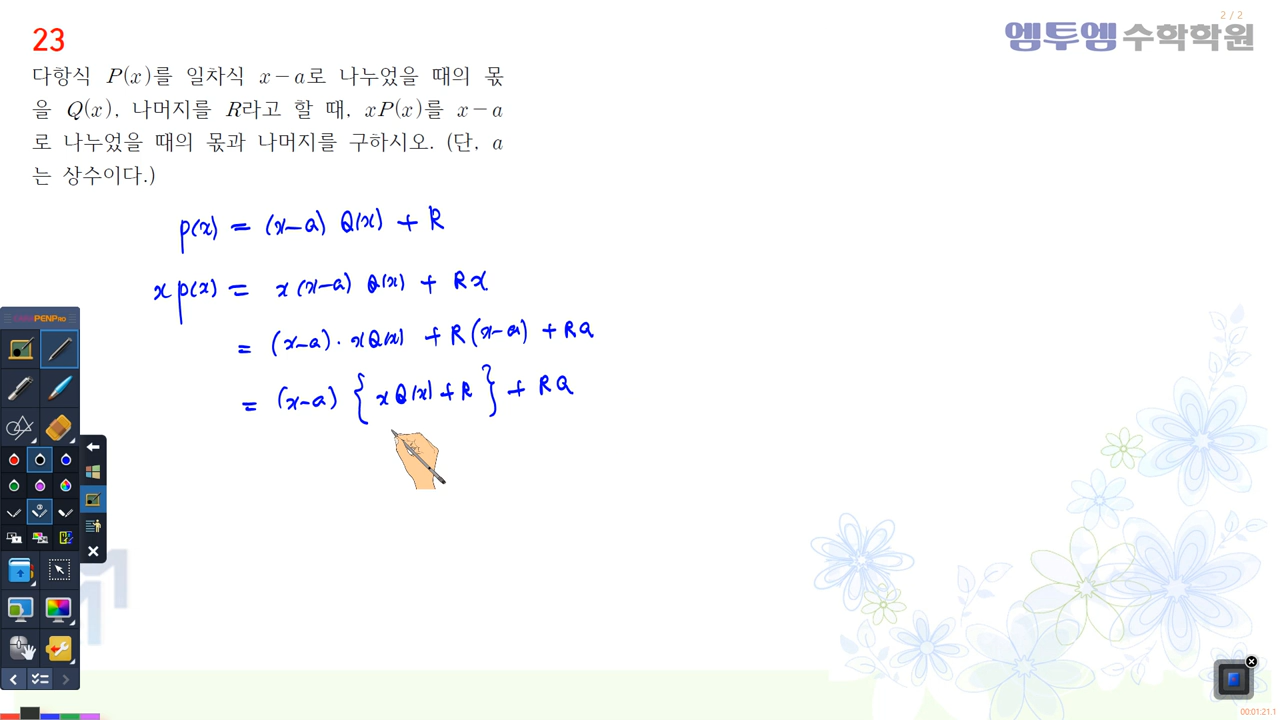 2 / 2
엠투엠수학학원
23
다항식 P(x)를 일차식 x-a로 나누었을 때의 몫
을 Q(x), 나머지를 R라고 할 때, xP(x)를 x-a
로 나누었을 때의 몫과 나머지를 구하시오. (단, a
는 상수이다.)
p(x) = (x-a) Q(x) + R
x p(x) = x(x-a) Q(x) + Rx
= (x-a)· xQ(x) + R(x-a) + Ra
= (x-a) { xQ(x) + R } + Ra
PENPRO
00:01:21.1